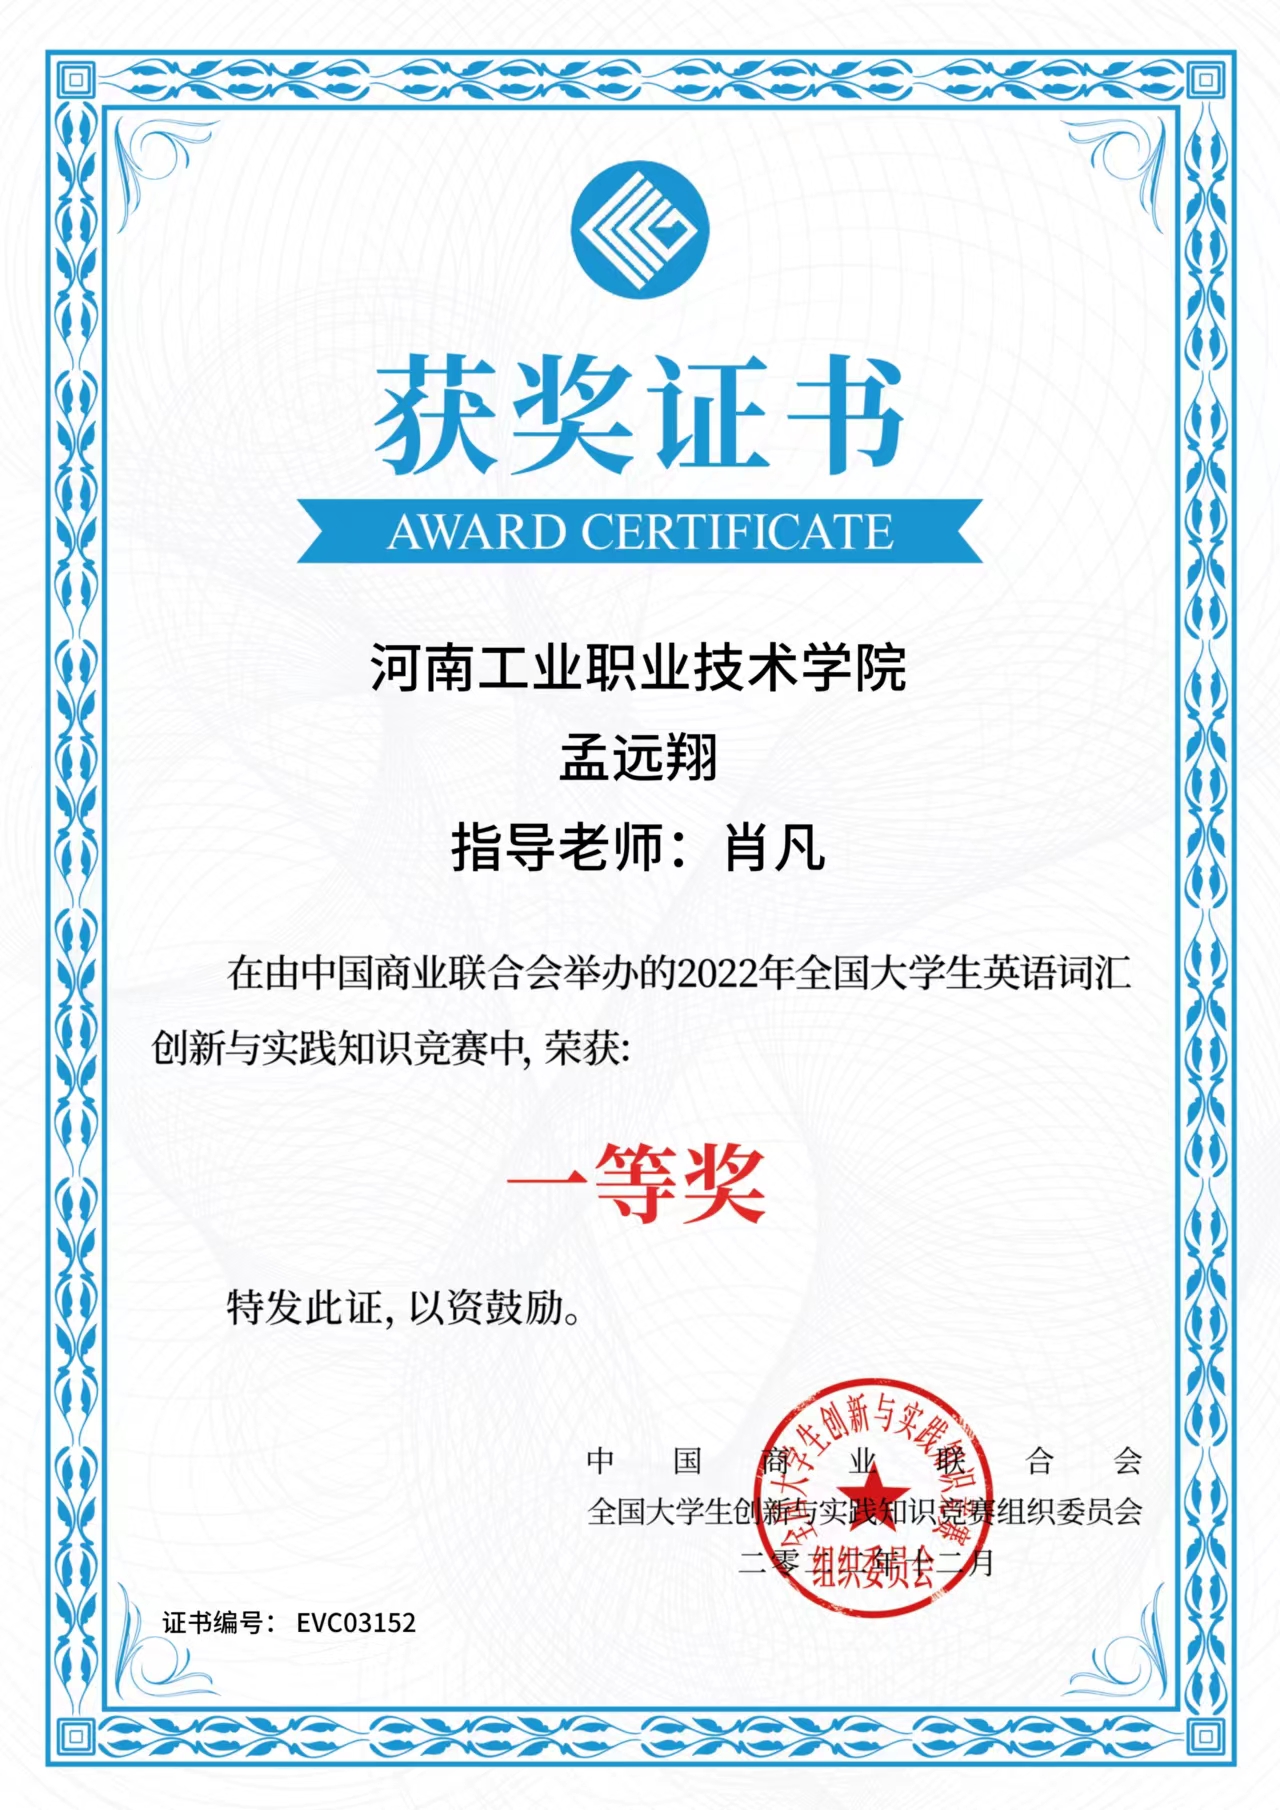 获奖证书
AWARD CERTIFICATE
河南工业职业技术学院
孟远翔
指导老师：肖凡
在由中国商业联合会举办的2022年全国大学生英语词汇
创新与实践知识竞赛中, 荣获:
一等奖
特发此证, 以资鼓励。
中国商业联合会
全国大学生创新与实践知识竞赛组织委员会
二零二二年十二月
全国大学生创新与实践知识竞赛
组织委员会
证书编号： EVC03152